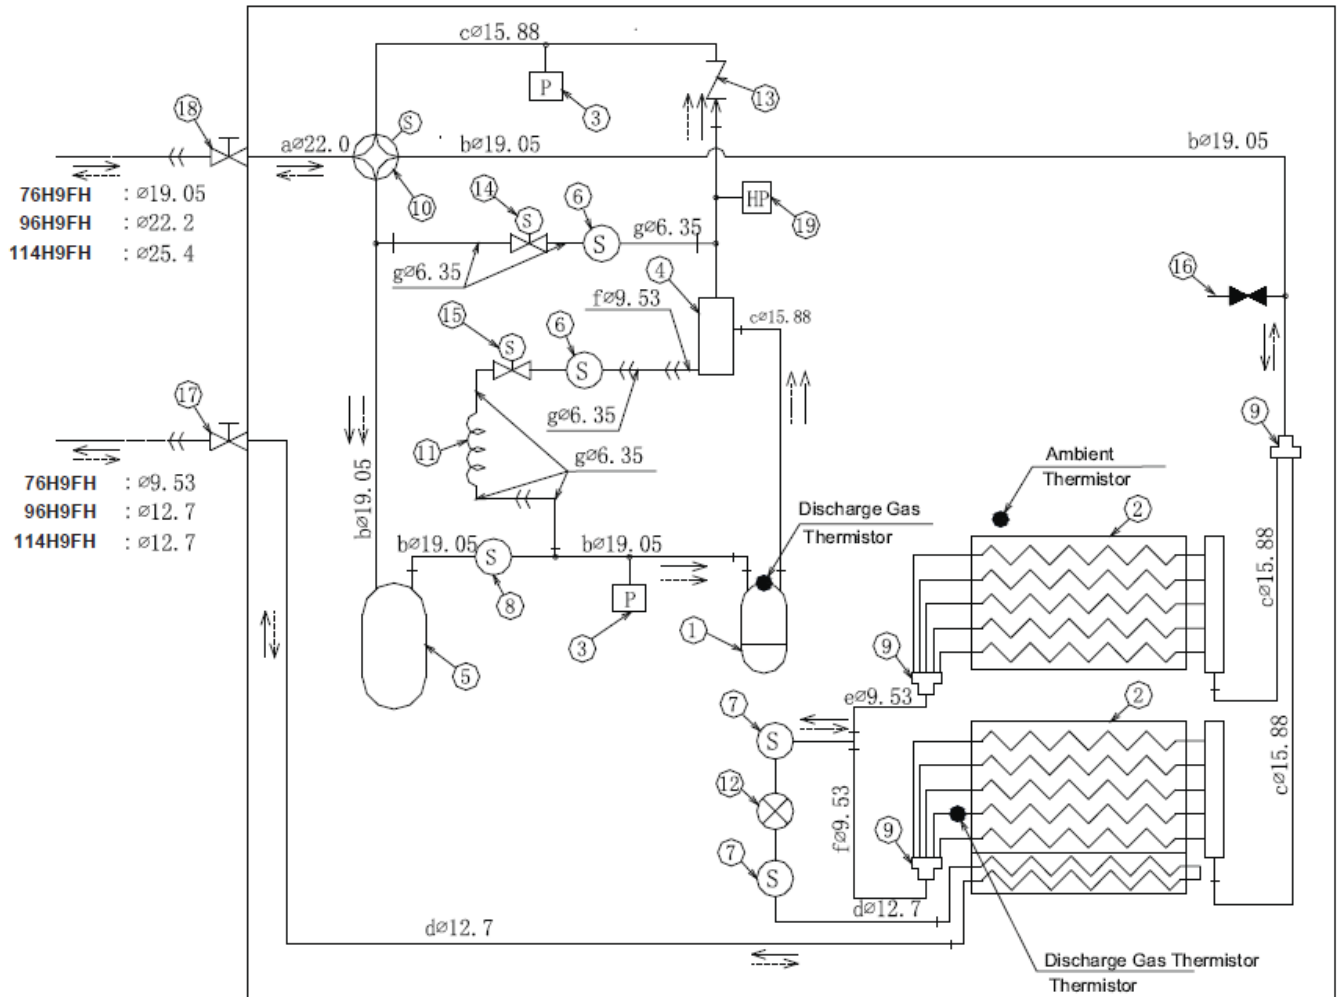 c⌀15.88
P
3
13
18
S
a⌀22.0
b⌀19.05
b⌀19.05
10
14
6
HP
19
76H9FH : ⌀19.05
96H9FH : ⌀22.2
114H9FH : ⌀25.4
S
S
g⌀6.35
g⌀6.35
4
16
f⌀9.53
15
6
c⌀15.88
S
S
17
g⌀6.35
9
11
g⌀6.35
b⌀19.05
76H9FH : ⌀9.53
96H9FH : ⌀12.7
114H9FH : ⌀12.7
Ambient
Thermistor
Discharge Gas
Thermistor
2
b⌀19.05
S
b⌀19.05
8
P
3
1
5
c⌀15.88
9
e⌀9.53
2
7
S
c⌀15.88
12
f⌀9.53
9
7
S
d⌀12.7
d⌀12.7
Discharge Gas Thermistor
Thermistor